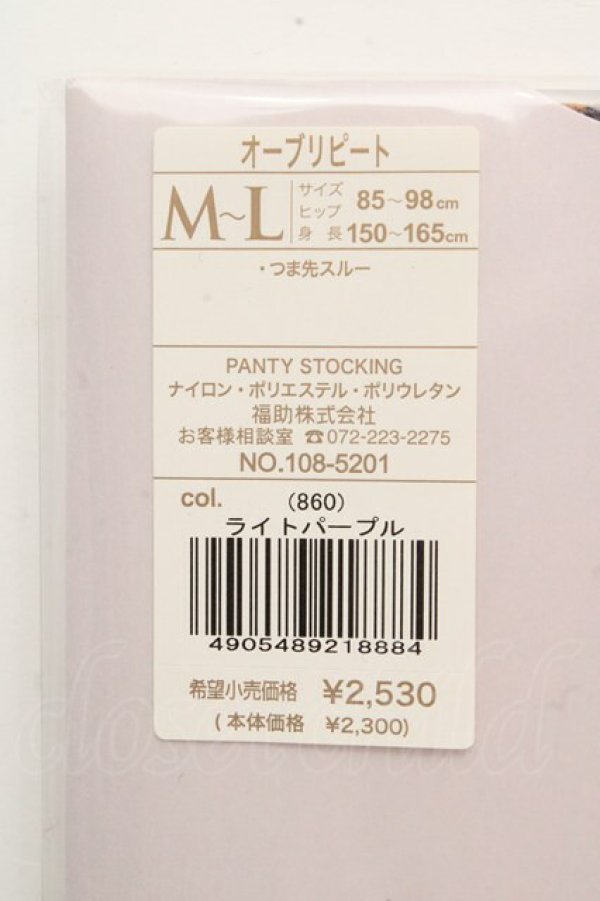 オーブリピート
M~L
サイズ
ヒップ 85~98cm
身長 150~165cm
・つま先スルー
PANTY STOCKING
ナイロン・ポリエステル・ポリウレタン
福助株式会社
お客様相談室 ☎072-223-2275
NO.108-5201
col. (860)
ライトパープル
4905489218884
希望小売価格 ¥2,530
(本体価格 ¥2,300)
closet child